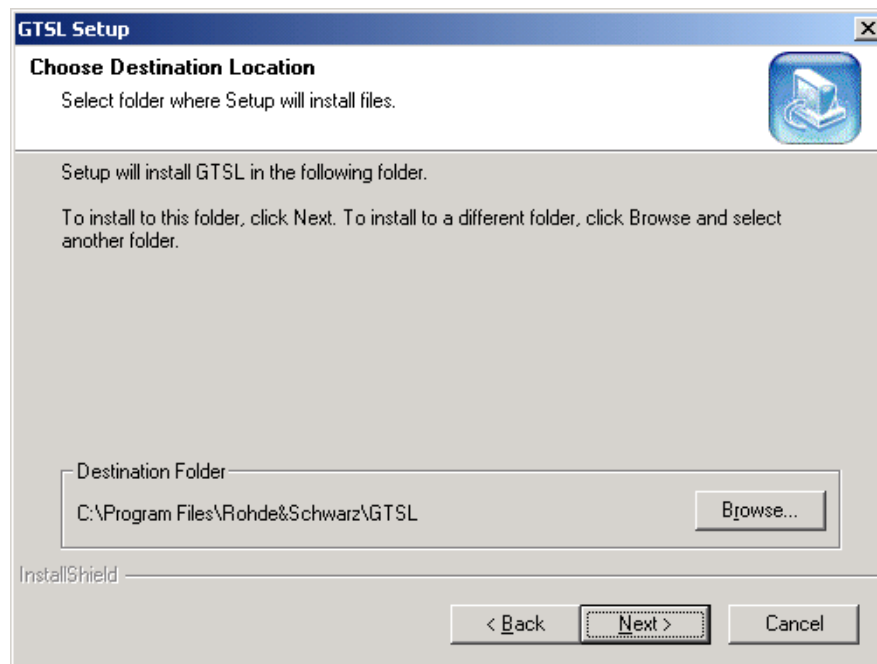 GTSL Setup
Choose Destination Location
Select folder where Setup will install files.
Setup will install GTSL in the following folder.
To install to this folder, click Next. To install to a different folder, click Browse and select
another folder.
Destination Folder
C:\Program Files\Rohde&Schwarz\GTSL
Browse...
InstallShield
< Back
Next >
Cancel